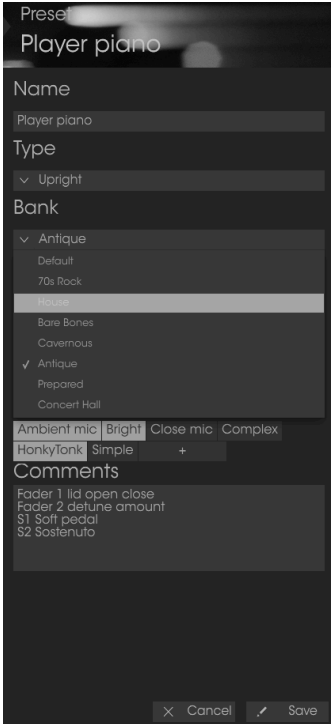 Preset
Player piano
Name
Player piano
Type
Upright
Bank
Antique
Default
70s Rock
House
Bare Bones
Cavernous
Antique
Prepared
Concert Hall
Ambient mic Bright Close mic Complex
HonkyTonk Simple +
Comments
Fader 1 lid open close
Fader 2 detune amount
S1 Soft pedal
S2 Sostenuto
Cancel Save